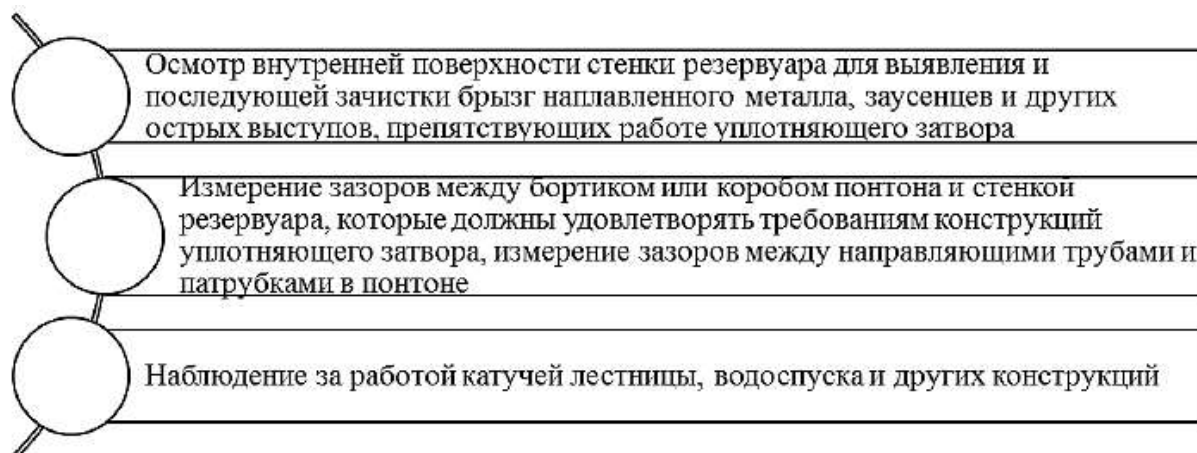 Осмотр внутренней поверхности стенки резервуара для выявления и
последующей зачистки брызг наплавленного металла, заусенцев и других
острых выступов, препятствующих работе уплотняющего затвора
Измерение зазоров между бортиком или коробом понтона и стенкой
резервуара, которые должны удовлетворять требованиям конструкций
уплотняющего затвора, измерение зазоров между направляющими трубами и
патрубками в понтоне
Наблюдение за работой катучей лестницы, водоспуска и других конструкций